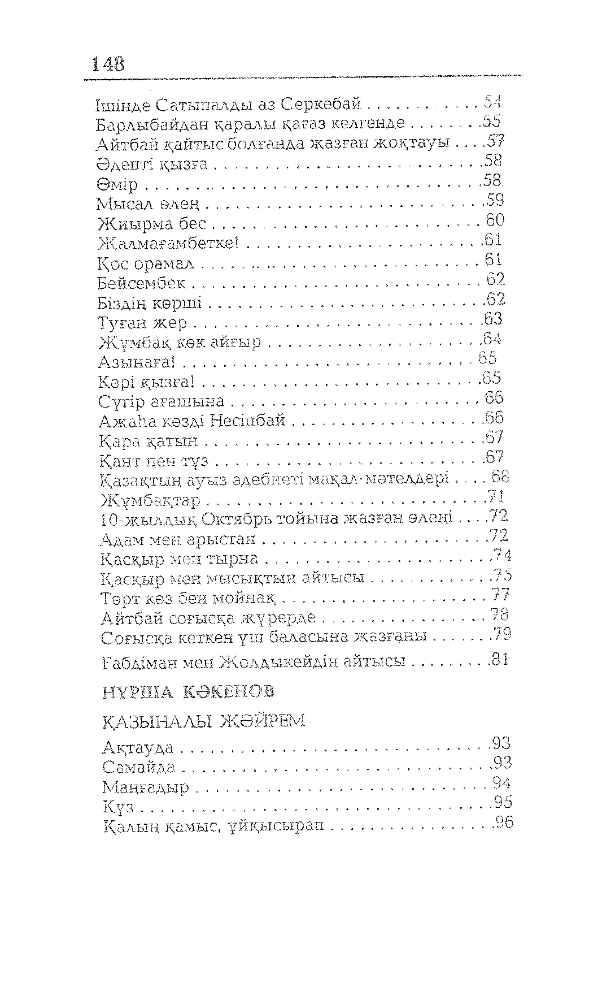 148
Ішінде Сатыпалды аз Серкебай . . . . . . . . . . . . 54
Барлыбайдан қаралы қағаз келгенде . . . . . . . .55
Айтбай қайтыс болғанда жазған жоқтауы . . . .57
Әдепті қызға . . . . . . . . . . . . . . . . . . . . . . . . . . .58
Өмір . . . . . . . . . . . . . . . . . . . . . . . . . . . . . . . . . .58
Мысал өлең . . . . . . . . . . . . . . . . . . . . . . . . . . . .59
Жиырма бес . . . . . . . . . . . . . . . . . . . . . . . . . . . 60
Жалмағамбетке! . . . . . . . . . . . . . . . . . . . . . . . .61
Қос орамал . . . . . . . . . . . . . . . . . . . . . . . . . . . . 61
Бейсембек . . . . . . . . . . . . . . . . . . . . . . . . . . . . . 62
Біздің көрші . . . . . . . . . . . . . . . . . . . . . . . . . . . .62
Туған жер . . . . . . . . . . . . . . . . . . . . . . . . . . . . .63
Жұмбақ көк айғыр . . . . . . . . . . . . . . . . . . . . . .64
Азынаға! . . . . . . . . . . . . . . . . . . . . . . . . . . . . . 65
Кәрі қызға! . . . . . . . . . . . . . . . . . . . . . . . . . . . .65
Сүгір ағашына . . . . . . . . . . . . . . . . . . . . . . . . . 66
Ажаһа көзді Несіпбай . . . . . . . . . . . . . . . . . . . .66
Қара қатын . . . . . . . . . . . . . . . . . . . . . . . . . . . .67
Қант пен тұз . . . . . . . . . . . . . . . . . . . . . . . . . . .67
Қазақтың ауыз әдебиеті мақал-мәтелдері . . . . 68
Жұмбақтар . . . . . . . . . . . . . . . . . . . . . . . . . . . .71
10-жылдық Октябрь тойына жазған өлеңі . . . .72
Адам мен арыстан . . . . . . . . . . . . . . . . . . . . . . .72
Қасқыр мен тырна . . . . . . . . . . . . . . . . . . . . . . .74
Қасқыр мен мысықтың айтысы . . . . . . . . . . . . .75
Төрт көз бен мойнақ . . . . . . . . . . . . . . . . . . . . . 77
Айтбай соғысқа жүрерде . . . . . . . . . . . . . . . . . 78
Соғысқа кеткен үш баласына жазғаны . . . . . . .79
Ғабдіман мен Жолдыкейдің айтысы . . . . . . . . .81
НҰРША КӘКЕНОВ
ҚАЗЫНАЛЫ ЖӘЙРЕМ
Ақтауда . . . . . . . . . . . . . . . . . . . . . . . . . . . . . . .93
Самайда . . . . . . . . . . . . . . . . . . . . . . . . . . . . . . .93
Маңғадыр . . . . . . . . . . . . . . . . . . . . . . . . . . . . . 94
Күз . . . . . . . . . . . . . . . . . . . . . . . . . . . . . . . . . . .95
Қалың қамыс, ұйқысырап . . . . . . . . . . . . . . . . .96